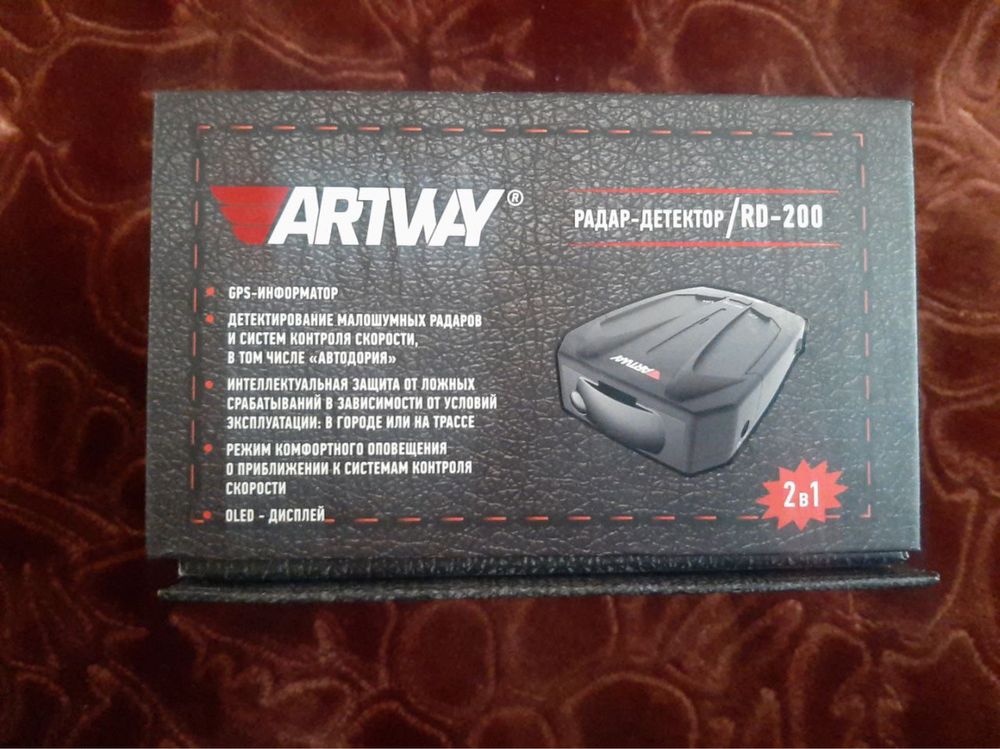 ARTWAY®
РАДАР-ДЕТЕКТОР/RD-200
GPS-ИНФОРМАТОР
ДЕТЕКТИРОВАНИЕ МАЛОШУМНЫХ РАДАРОВ
И СИСТЕМ КОНТРОЛЯ СКОРОСТИ,
В ТОМ ЧИСЛЕ «АВТОДОРИЯ»
ИНТЕЛЛЕКТУАЛЬНАЯ ЗАЩИТА ОТ ЛОЖНЫХ
СРАБАТЫВАНИЙ В ЗАВИСИМОСТИ ОТ УСЛОВИЙ
ЭКСПЛУАТАЦИИ: В ГОРОДЕ ИЛИ НА ТРАССЕ
РЕЖИМ КОМФОРТНОГО ОПОВЕЩЕНИЯ
О ПРИБЛИЖЕНИИ К СИСТЕМАМ КОНТРОЛЯ
СКОРОСТИ
OLED - ДИСПЛЕЙ
ARTWAY
2 в 1